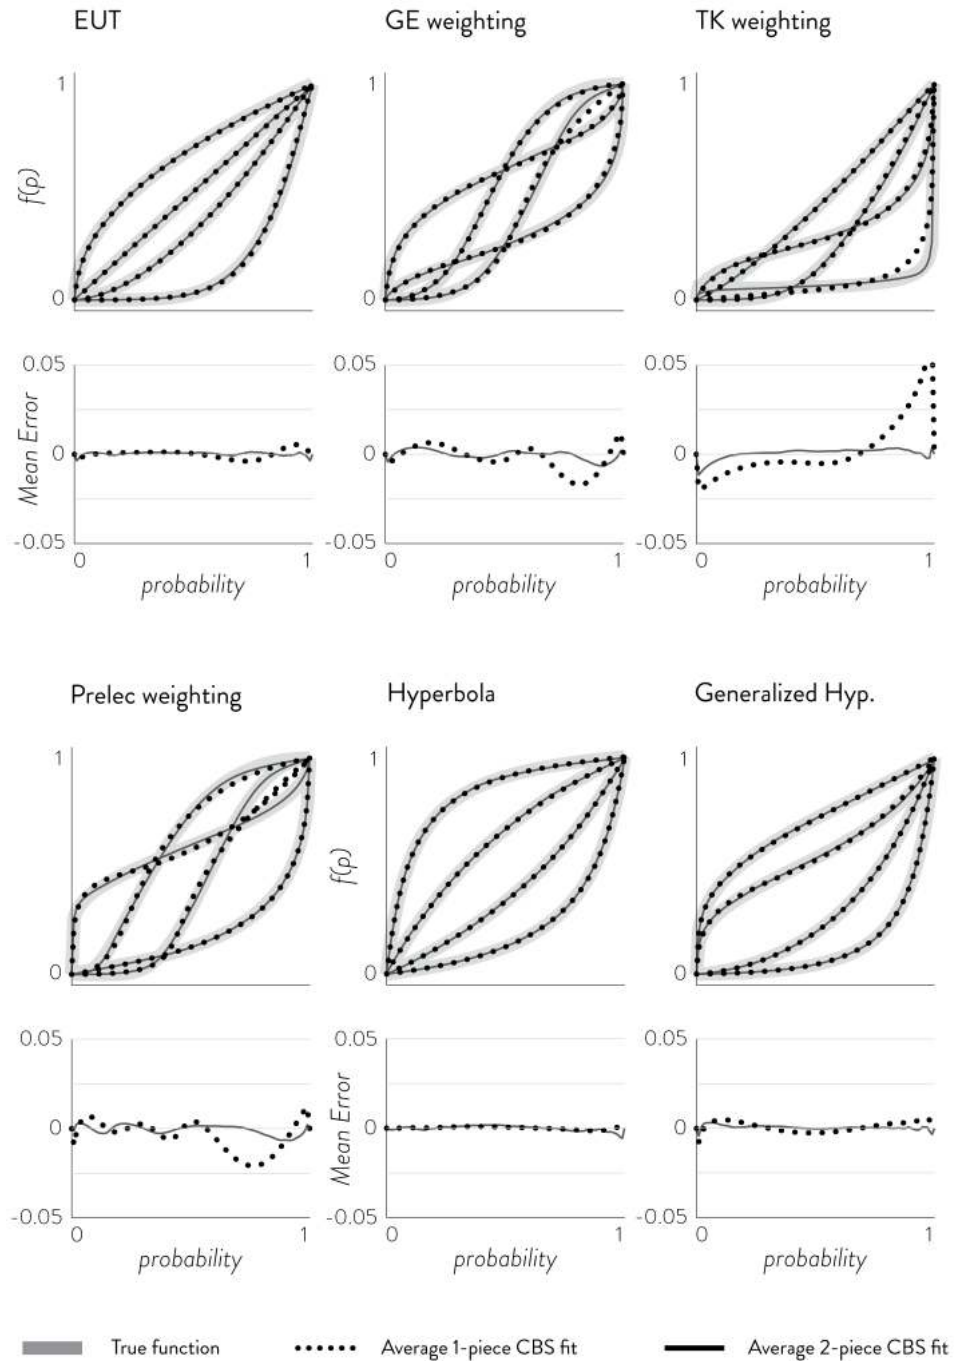 EUT GE weighting TK weighting
1 1 1
f(p)
0 0 0
0.05 0.05 0.05
Mean Error
0 0 0
-0.05 -0.05 -0.05
0 1 0 1 0 1
probability probability probability
Prelec weighting Hyperbola Generalized Hyp.
1 1 1
f(p)
0 0 0
0.05 0.05 0.05
Mean Error
0 0 0
-0.05 -0.05 -0.05
0 1 0 1 0 1
probability probability probability
True function Average 1-piece CBS fit Average 2-piece CBS fit